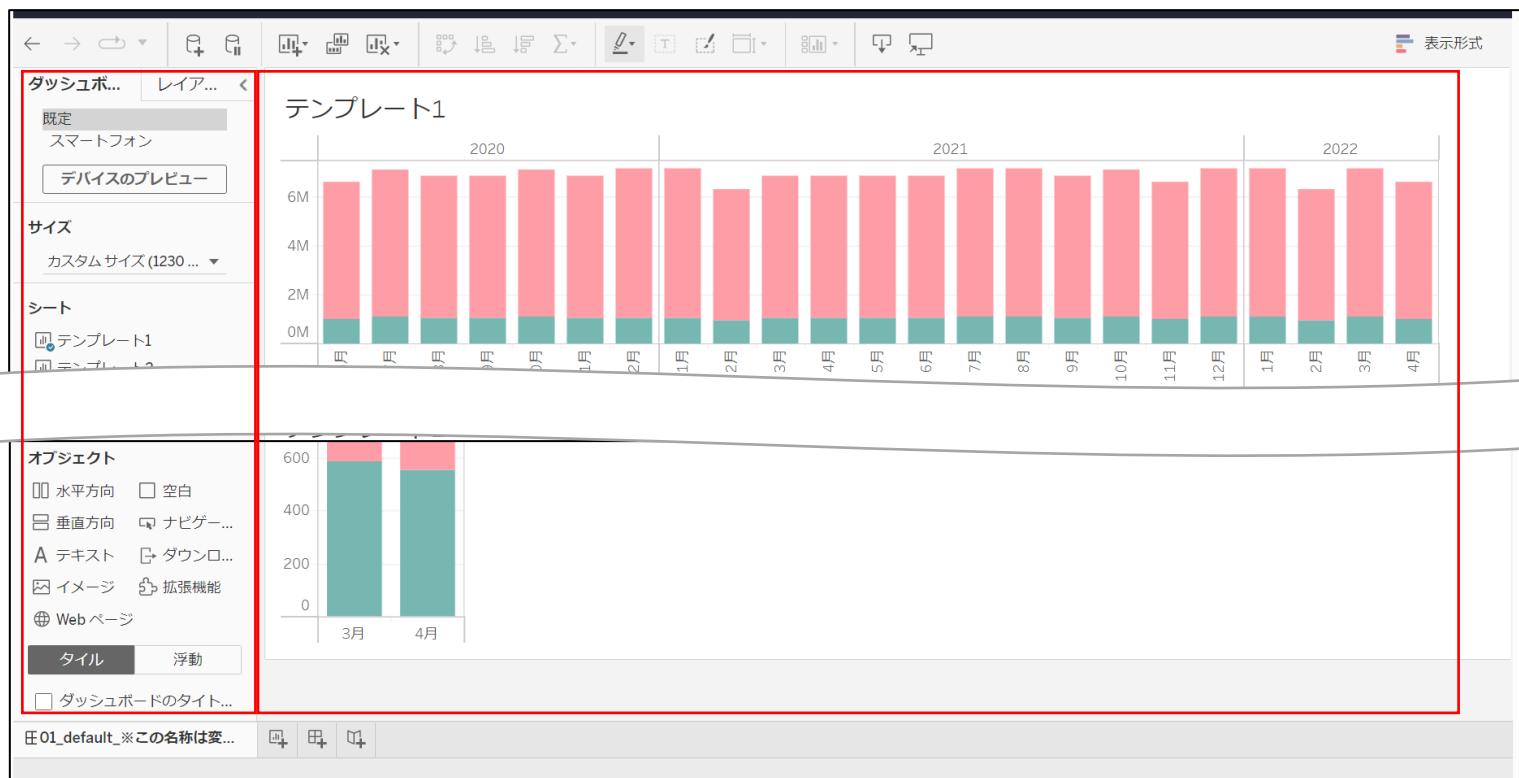 表示形式
ダッシュボ... レイア...
既定
スマートフォン
デバイスのプレビュー
サイズ
カスタム サイズ (1230 ...
シート
テンプレート1
オブジェクト
水平方向 空白
垂直方向 ナビゲー...
テキスト ダウンロ...
イメージ 拡張機能
Web ページ
タイル 浮動
ダッシュボードのタイト...
テンプレート1
2020 2021 2022
6M
4M
2M
0M
1月 2月 3月 4月 5月 6月 7月 8月 9月 10月 11月 12月 1月 2月 3月 4月
600
400
200
0
3月 4月
01_default_※この名称は変...